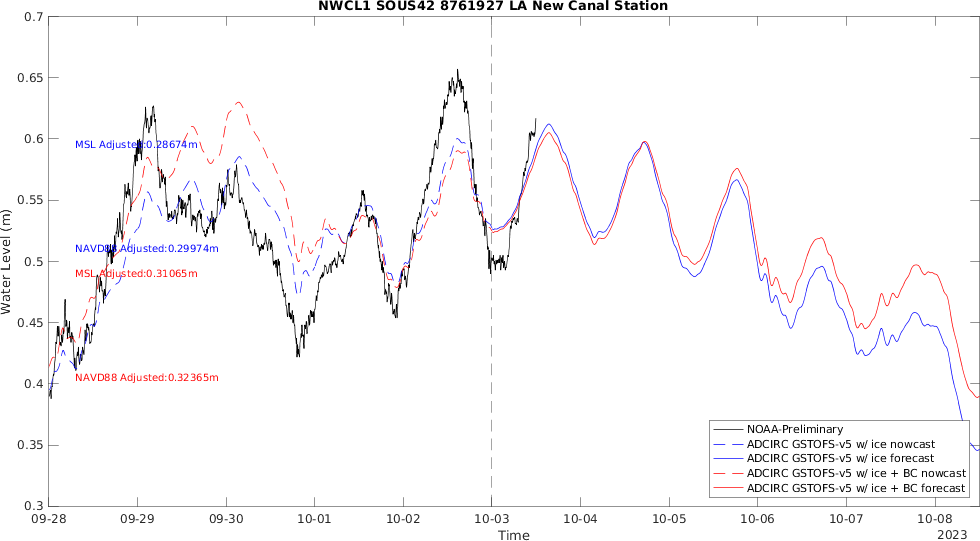 NWCL1 SOUS42 8761927 LA New Canal Station
0.7
0.65
0.6
0.55
0.5
0.45
0.4
0.35
0.3
Water Level (m)
MSL Adjusted:0.28674m
NAVD88 Adjusted:0.29974m
MSL Adjusted:0.31065m
NAVD88 Adjusted:0.32365m
NOAA-Preliminary
ADCIRC GSTOFS-v5 w/ ice nowcast
ADCIRC GSTOFS-v5 w/ ice forecast
ADCIRC GSTOFS-v5 w/ ice + BC nowcast
ADCIRC GSTOFS-v5 w/ ice + BC forecast
09-28 09-29 09-30 10-01 10-02 10-03 10-04 10-05 10-06 10-07 10-08
Time
2023